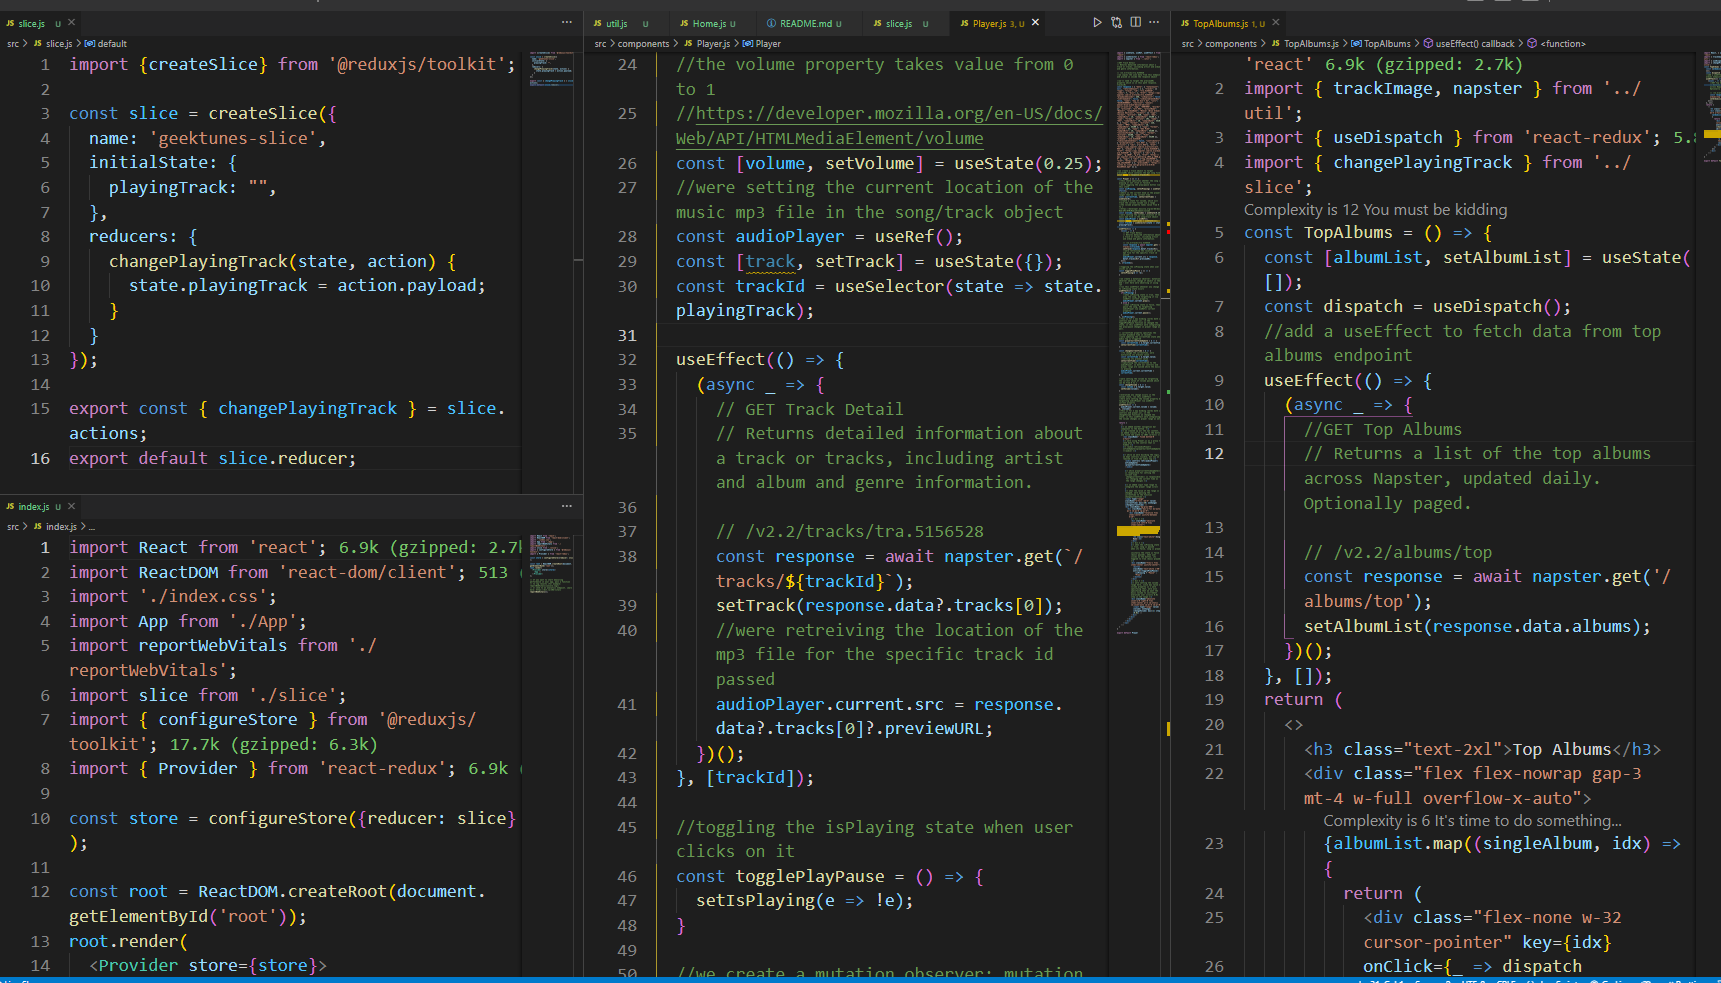 JS slice.js U ×
src > JS slice.js > default
1 import {createSlice} from '@reduxjs/toolkit';
2
3 const slice = createSlice({
4 name: 'geektunes-slice',
5 initialState: {
6 playingTrack: "",
7 },
8 reducers: {
9 changePlayingTrack(state, action) {
10 state.playingTrack = action.payload;
11 }
12 }
13 });
14
15 export const { changePlayingTrack } = slice.
actions;
16 export default slice.reducer;
JS index.js U ×
src > JS index.js > ...
1 import React from 'react'; 6.9k (gzipped: 2.7k
2 import ReactDOM from 'react-dom/client'; 513 (
3 import './index.css';
4 import App from './App';
5 import reportWebVitals from './
reportWebVitals';
6 import slice from './slice';
7 import { configureStore } from '@reduxjs/
toolkit'; 17.7k (gzipped: 6.3k)
8 import { Provider } from 'react-redux'; 6.9k (
9
10 const store = configureStore({reducer: slice}
);
11
12 const root = ReactDOM.createRoot(document.
getElementById('root'));
13 root.render(
14 <Provider store={store}>
JS util.js U JS Home.js U README.md U JS slice.js U JS Player.js 3, U ×
src > components > JS Player.js > Player
24 //the volume property takes value from 0
to 1
25 //https://developer.mozilla.org/en-US/docs/
Web/API/HTMLMediaElement/volume
26 const [volume, setVolume] = useState(0.25);
27 //were setting the current location of the
music mp3 file in the song/track object
28 const audioPlayer = useRef();
29 const [track, setTrack] = useState({});
30 const trackId = useSelector(state => state.
playingTrack);
31
32 useEffect(() => {
33 (async _ => {
34 // GET Track Detail
35 // Returns detailed information about
a track or tracks, including artist
and album and genre information.
36
37 // /v2.2/tracks/tra.5156528
38 const response = await napster.get(`/
tracks/${trackId}`);
39 setTrack(response.data?.tracks[0]);
40 //were retreiving the location of the
mp3 file for the specific track id
passed
41 audioPlayer.current.src = response.
data?.tracks[0]?.previewURL;
42 })();
43 }, [trackId]);
44
45 //toggling the isPlaying state when user
clicks on it
46 const togglePlayPause = () => {
47 setIsPlaying(e => !e);
48 }
49
50 //we create a mutation observer: mutation
JS TopAlbums.js 1, U ×
src > components > JS TopAlbums.js > TopAlbums > useEffect() callback > <function>
'react' 6.9k (gzipped: 2.7k)
2 import { trackImage, napster } from '../
util';
3 import { useDispatch } from 'react-redux'; 5.
4 import { changePlayingTrack } from '../
slice';
Complexity is 12 You must be kidding
5 const TopAlbums = () => {
6 const [albumList, setAlbumList] = useState(
[]);
7 const dispatch = useDispatch();
8 //add a useEffect to fetch data from top
albums endpoint
9 useEffect(() => {
10 (async _ => {
11 //GET Top Albums
12 // Returns a list of the top albums
across Napster, updated daily.
Optionally paged.
13
14 // /v2.2/albums/top
15 const response = await napster.get('/
albums/top');
16 setAlbumList(response.data.albums);
17 })();
18 }, []);
19 return (
20 <>
21 <h3 class="text-2xl">Top Albums</h3>
22 <div class="flex flex-nowrap gap-3
mt-4 w-full overflow-x-auto">
Complexity is 6 It's time to do something...
23 {albumList.map((singleAlbum, idx) =>
{
24 return (
25 <div class="flex-none w-32
cursor-pointer" key={idx}
26 onClick={_ => dispatch